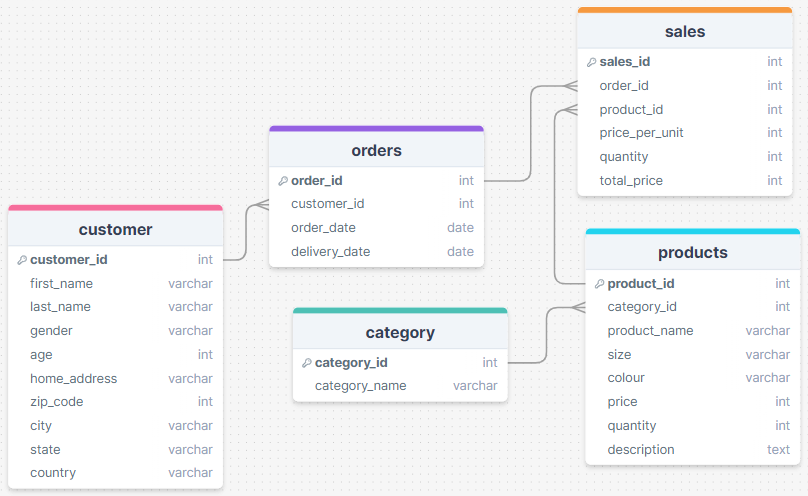 sales
sales_id int
order_id int
product_id int
price_per_unit int
quantity int
total_price int
orders
order_id int
customer_id int
order_date date
delivery_date date
customer
customer_id int
first_name varchar
last_name varchar
gender varchar
age int
home_address varchar
zip_code int
city varchar
state varchar
country varchar
category
category_id int
category_name varchar
products
product_id int
category_id int
product_name varchar
size varchar
colour varchar
price int
quantity int
description text